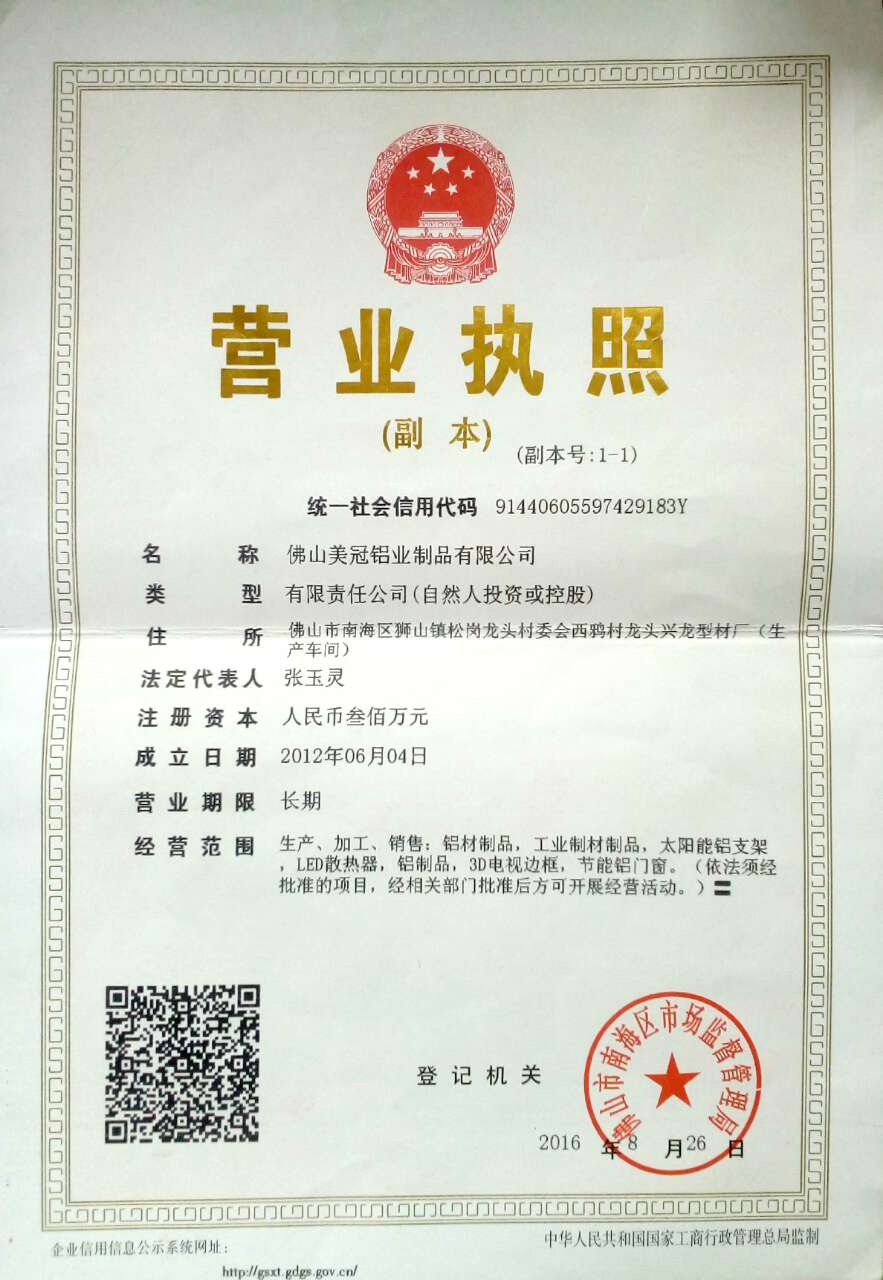 营业执照
(副 本)
(副本号:1-1)
统一社会信用代码 91440605597429183Y
名 称 佛山美冠铝业制品有限公司
类 型 有限责任公司(自然人投资或控股)
住 所 佛山市南海区狮山镇松岗龙头村委会西鸦村龙头兴龙型材厂（生
产车间）
法定代表人 张玉灵
注册资本 人民币叁佰万元
成立日期 2012年06月04日
营业期限 长期
经营范围 生产、加工、销售：铝材制品，工业制材制品，太阳能铝支架
，LED散热器，铝制品，3D电视边框，节能铝门窗。（依法须经
批准的项目，经相关部门批准后方可开展经营活动。）〓
佛山市南海区市场监督管理局
登记机关
2016 年 8 月 26 日
企业信用信息公示系统网址：
http://gsxt.gdgs.gov.cn/
中华人民共和国国家工商行政管理总局监制